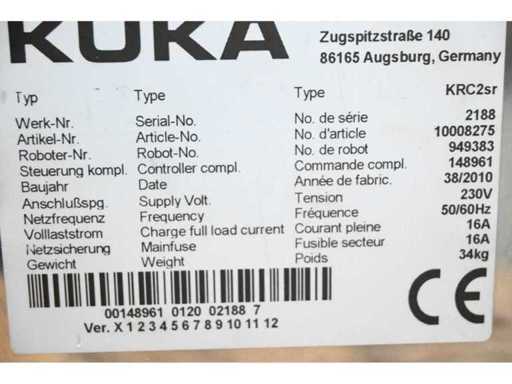 KUKA
Zugspitzstraße 140
86165 Augsburg, Germany
Typ Type Type KRC2sr
Werk-Nr. Serial-No. No. de série 2188
Artikel-Nr. Article-No. No. d'article 10008275
Roboter-Nr. Robot-No. No. de robot 949383
Steuerung kompl. Controller compl. Commande compl. 148961
Baujahr Date Année de fabric. 38/2010
Anschlußspg. Supply Volt. Tension 230V
Netzfrequenz Frequency Fréquence 50/60Hz
Volllaststrom Charge full load current Courant pleine 16A
Netzsicherung Mainfuse Fusible secteur 16A
Gewicht Weight Poids 34kg
00148961 0120 02188 7
Ver. X 1 2 3 4 5 6 7 8 9 10 11 12
CE